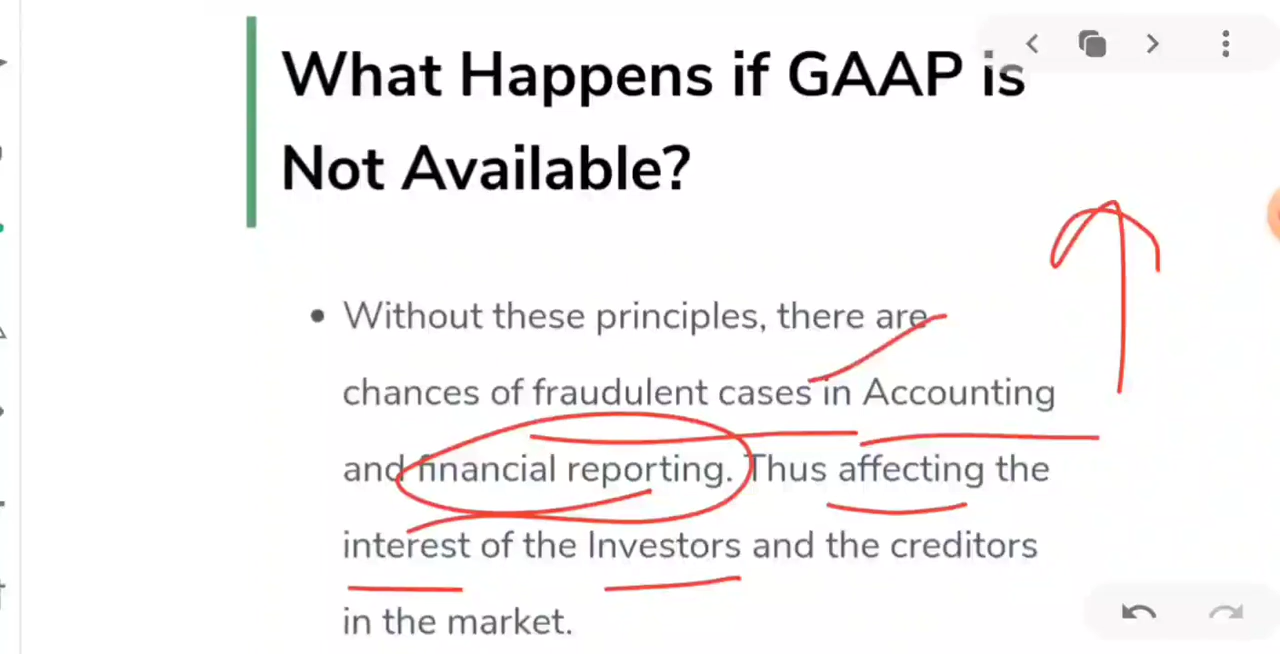 What Happens if GAAP is
Not Available?
• Without these principles, there are
chances of fraudulent cases in Accounting
and financial reporting. Thus affecting the
interest of the Investors and the creditors
in the market.